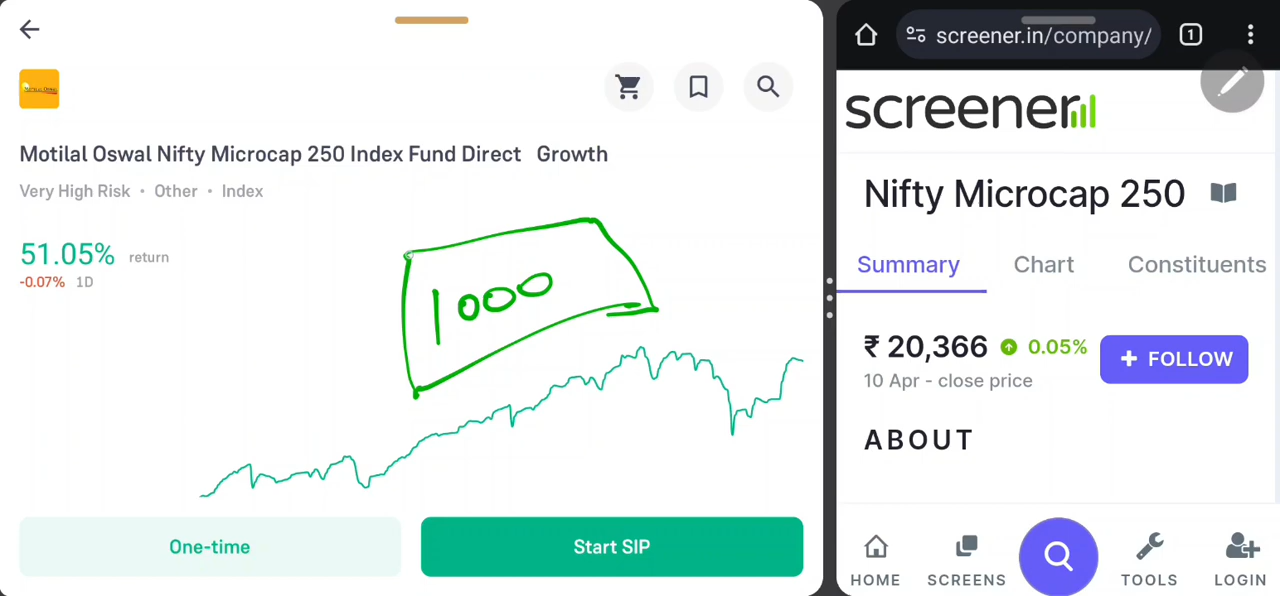 Motilal Oswal Nifty Microcap 250 Index Fund Direct Growth
Very High Risk • Other • Index
51.05% return
-0.07% 1D
1000
One-time
Start SIP
screener.in/company/
1
screener
Nifty Microcap 250
Summary
Chart
Constituents
₹ 20,366 0.05%
10 Apr - close price
+ FOLLOW
ABOUT
HOME
SCREENS
TOOLS
LOGIN